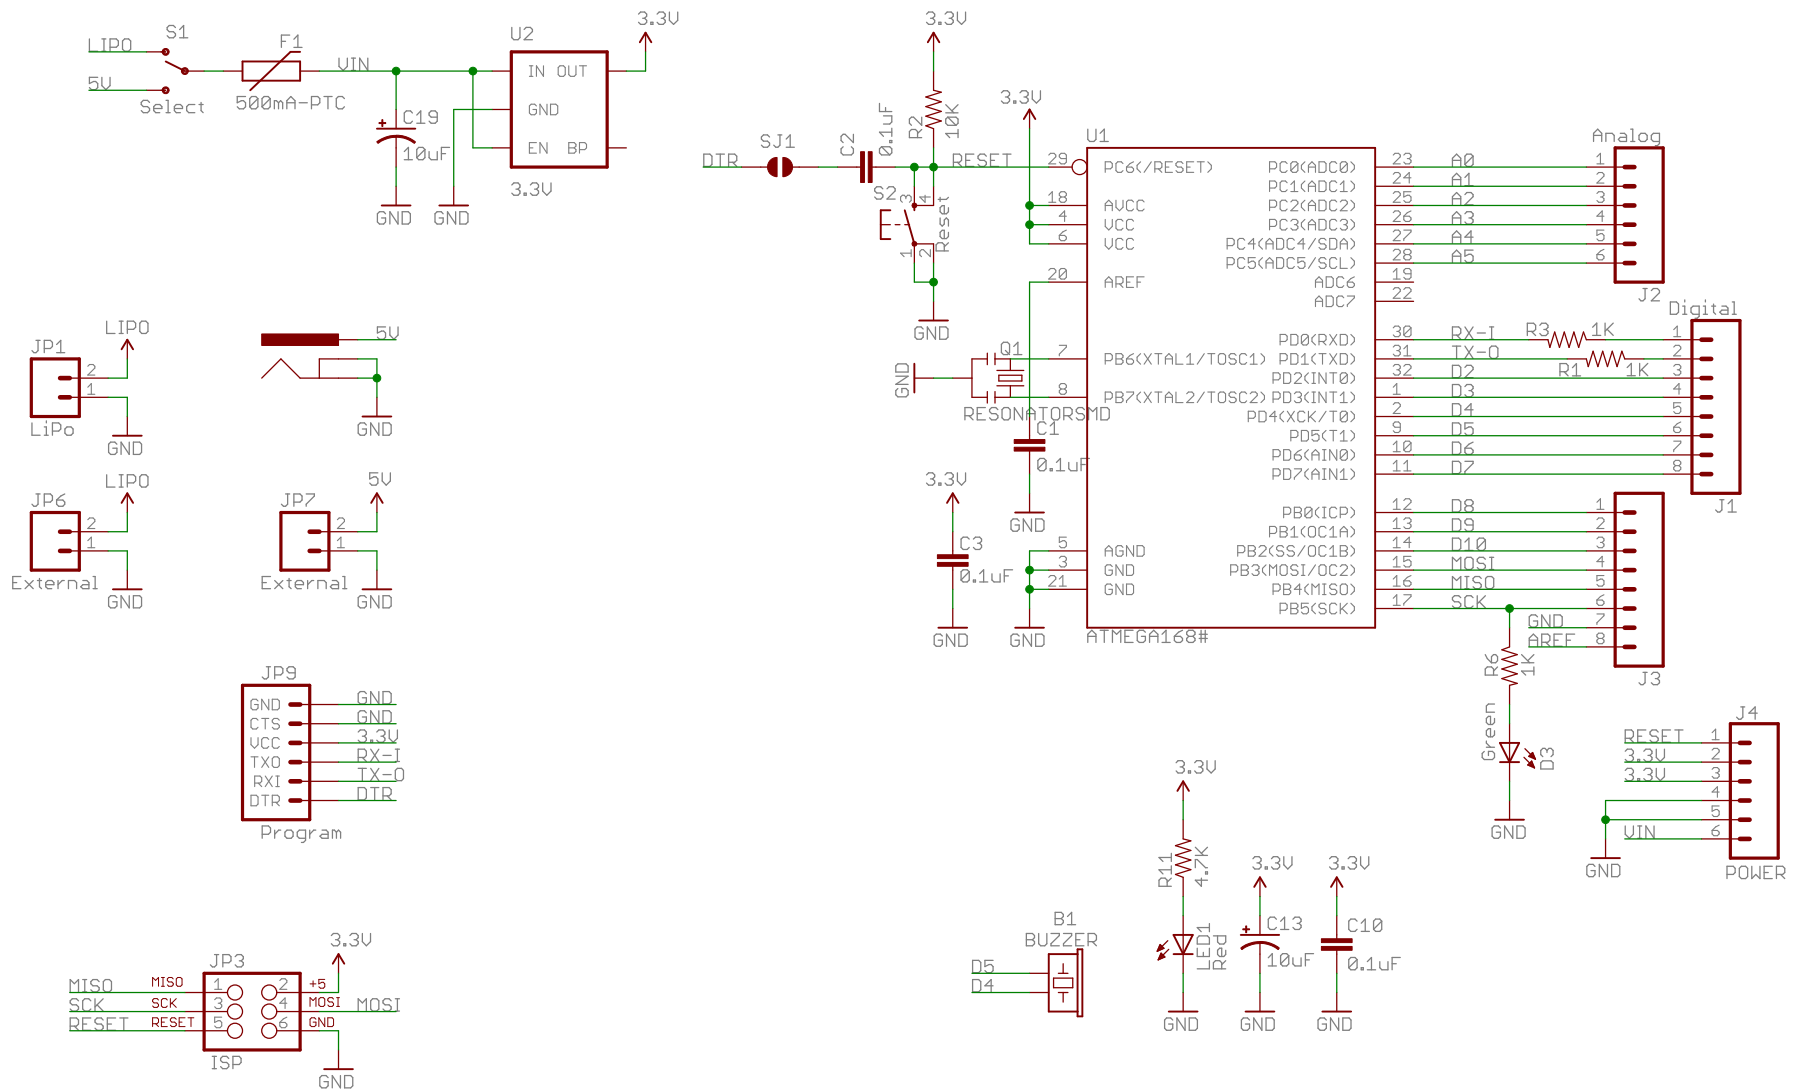 S1
LIPO
5V
Select
F1
500mA-PTC
VIN
C19
10uF
GND
GND
U2
IN OUT
GND
EN BP
3.3V
3.3V
JP1
LIPO
2
1
LiPo
GND
5V
GND
JP6
LIPO
2
1
External
GND
JP7
5V
2
1
External
GND
JP9
GND GND
CTS GND
VCC 3.3V
TXO RX-I
RXI TX-O
DTR DTR
Program
JP3
3.3V
MISO MISO 1 2 +5
SCK SCK 3 4 MOSI MOSI
RESET RESET 5 6 GND
ISP
GND
3.3V
R2
10K
DTR
SJ1
C2
0.1uF
RESET
S2
3
4
1
2
Reset
GND
3.3V
GND
Q1
RESONATORSMD
C1
0.1uF
GND
3.3V
C3
0.1uF
GND
GND
U1
29 PC6(/RESET) PC0(ADC0) 23 A0
PC1(ADC1) 24 A1
18 AVCC PC2(ADC2) 25 A2
4 VCC PC3(ADC3) 26 A3
6 VCC PC4(ADC4/SDA) 27 A4
PC5(ADC5/SCL) 28 A5
20 AREF ADC6 19
ADC7 22
PD0(RXD) 30 RX-I
7 PB6(XTAL1/TOSC1) PD1(TXD) 31 TX-O
PD2(INT0) 32 D2
8 PB7(XTAL2/TOSC2) PD3(INT1) 1 D3
PD4(XCK/T0) 2 D4
PD5(T1) 9 D5
PD6(AIN0) 10 D6
PD7(AIN1) 11 D7
PB0(ICP) 12 D8
PB1(OC1A) 13 D9
5 AGND PB2(SS/OC1B) 14 D10
3 GND PB3(MOSI/OC2) 15 MOSI
21 GND PB4(MISO) 16 MISO
PB5(SCK) 17 SCK
ATMEGA168#
Analog
1
2
3
4
5
6
J2
Digital
R3 1K
R1 1K
1
2
3
4
5
6
7
8
J1
1
2
3
4
5
6
GND 7
AREF 8
J3
R6
1K
Green
D3
GND
J4
RESET 1
3.3V 2
3.3V 3
4
5
VIN 6
GND
POWER
B1
BUZZER
D5
D4
3.3V
R11
4.7K
LED1
Red
GND
3.3V
C13
10uF
GND
3.3V
C10
0.1uF
GND